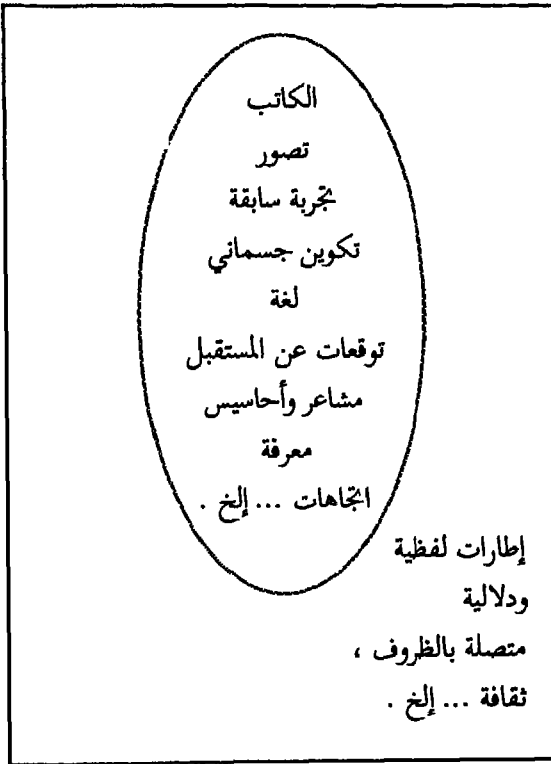 الكاتب
تصور
تجربة سابقة
تكوين جسماني
لغة
توقعات عن المستقبل
مشاعر وأحاسيس
معرفة
اتجاهات ... إلخ .
إطارات لفظية
ودلالية
متصلة بالظروف ،
ثقافة ... إلخ .